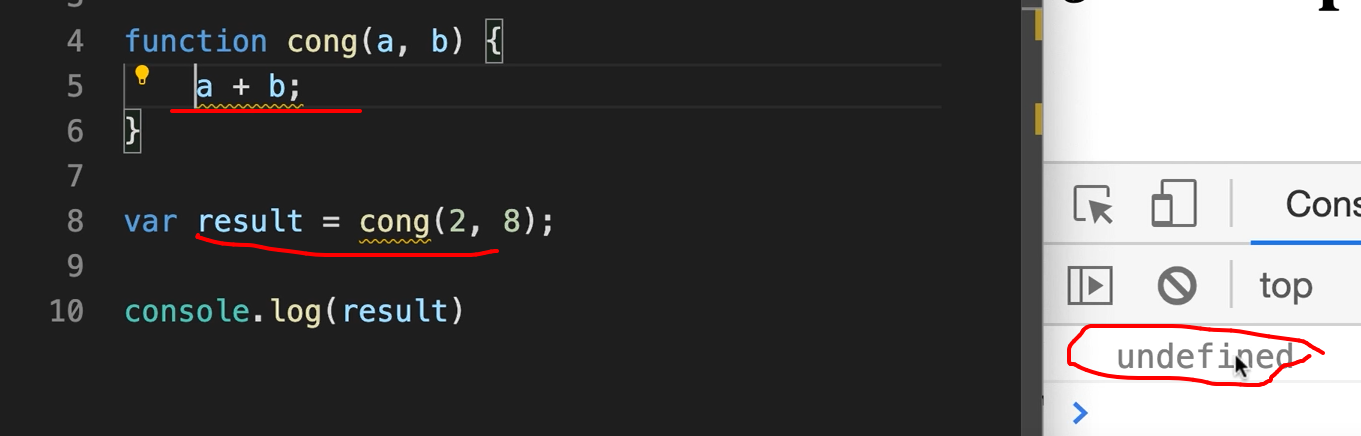 4 function cong(a, b) {
5 a + b;
6 }
7
8 var result = cong(2, 8);
9
10 console.log(result)
top
undefined